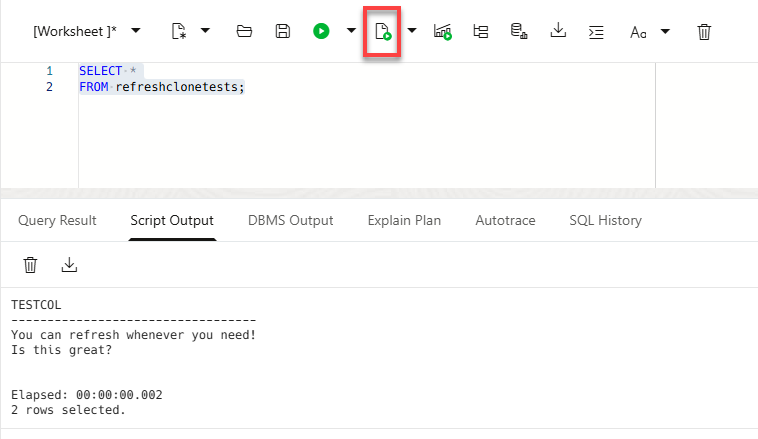 [Worksheet ]*
Aa
1 SELECT *
2 FROM refreshclonetests;
Query Result Script Output DBMS Output Explain Plan Autotrace SQL History
TESTCOL
----------------------------------
You can refresh whenever you need!
Is this great?
Elapsed: 00:00:00.002
2 rows selected.